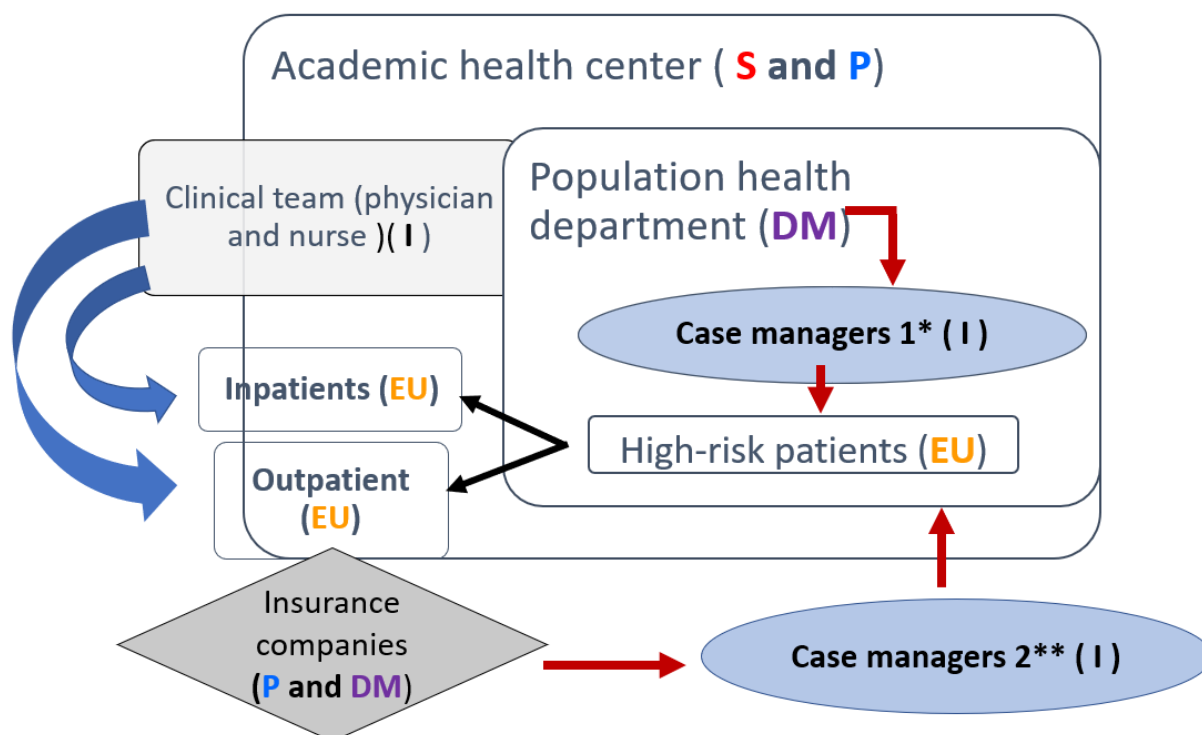 Academic health center ( S and P)
Clinical team (physician
and nurse )( I )
Population health
department (DM)
Case managers 1* ( I )
Inpatients (EU)
High-risk patients (EU)
Outpatient
(EU)
Insurance
companies
(P and DM)
Case managers 2** ( I )